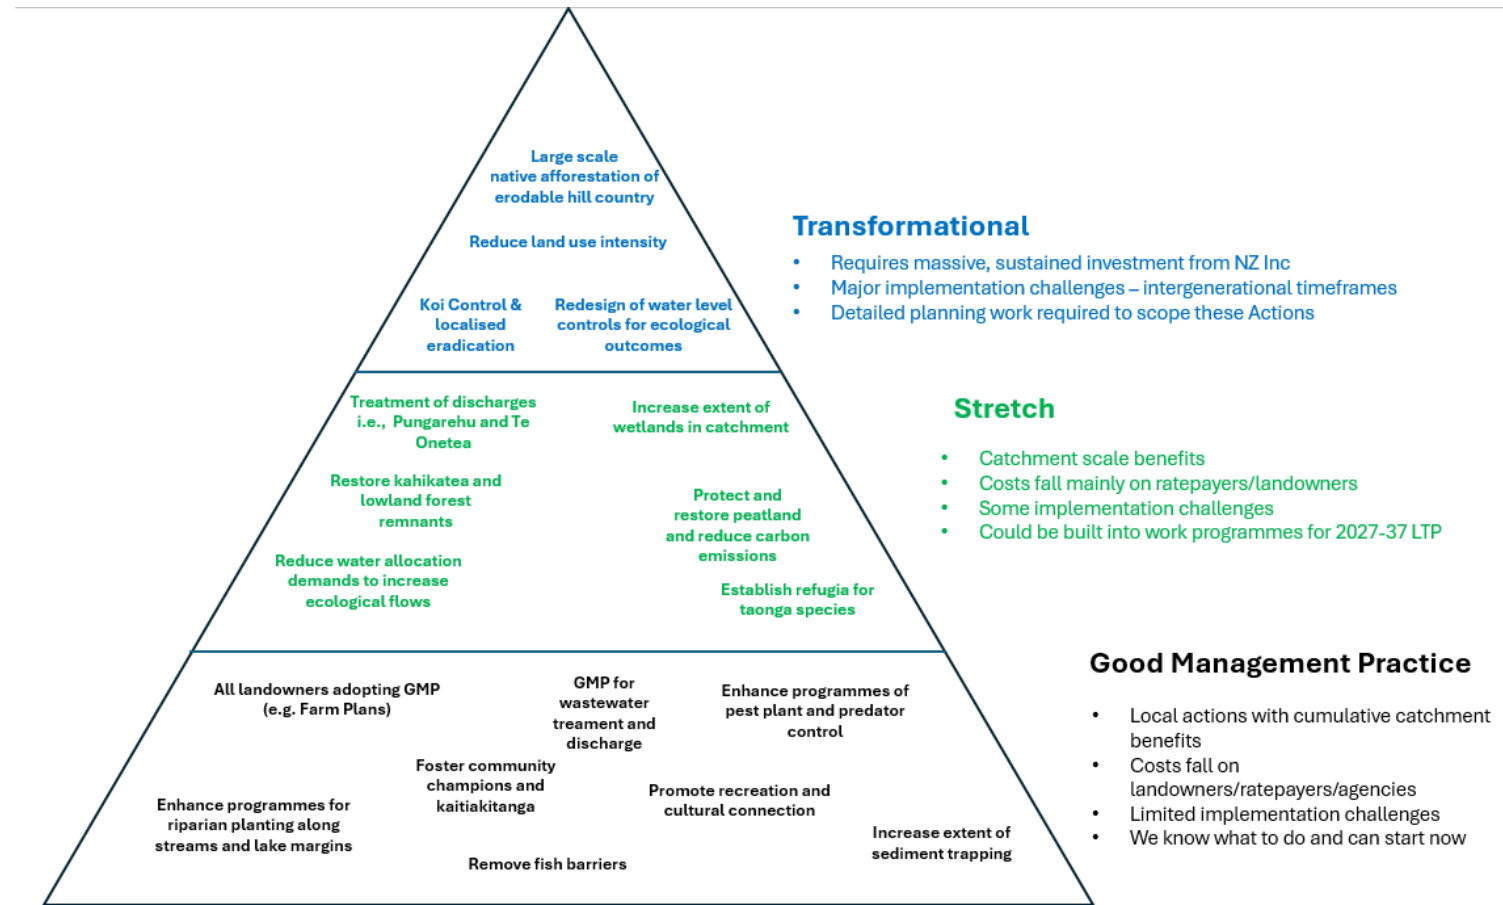 Large scale
native afforestation of
erodable hill country
Reduce land use intensity
Koi Control &
localised
eradication
Redesign of water level
controls for ecological
outcomes
Transformational
• Requires massive, sustained investment from NZ Inc
• Major implementation challenges – intergenerational timeframes
• Detailed planning work required to scope these Actions
Treatment of discharges
i.e., Pungarehu and Te
Onetea
Increase extent of
wetlands in catchment
Restore kahikatea and
lowland forest
remnants
Protect and
restore peatland
and reduce carbon
emissions
Reduce water allocation
demands to increase
ecological flows
Establish refugia for
taonga species
Stretch
• Catchment scale benefits
• Costs fall mainly on ratepayers/landowners
• Some implementation challenges
• Could be built into work programmes for 2027-37 LTP
All landowners adopting GMP
(e.g. Farm Plans)
GMP for
wastewater
treament and
discharge
Enhance programmes of
pest plant and predator
control
Foster community
champions and
kaitiakitanga
Promote recreation and
cultural connection
Enhance programmes for
riparian planting along
streams and lake margins
Remove fish barriers
Increase extent of
sediment trapping
Good Management Practice
• Local actions with cumulative catchment
benefits
• Costs fall on
landowners/ratepayers/agencies
• Limited implementation challenges
• We know what to do and can start now